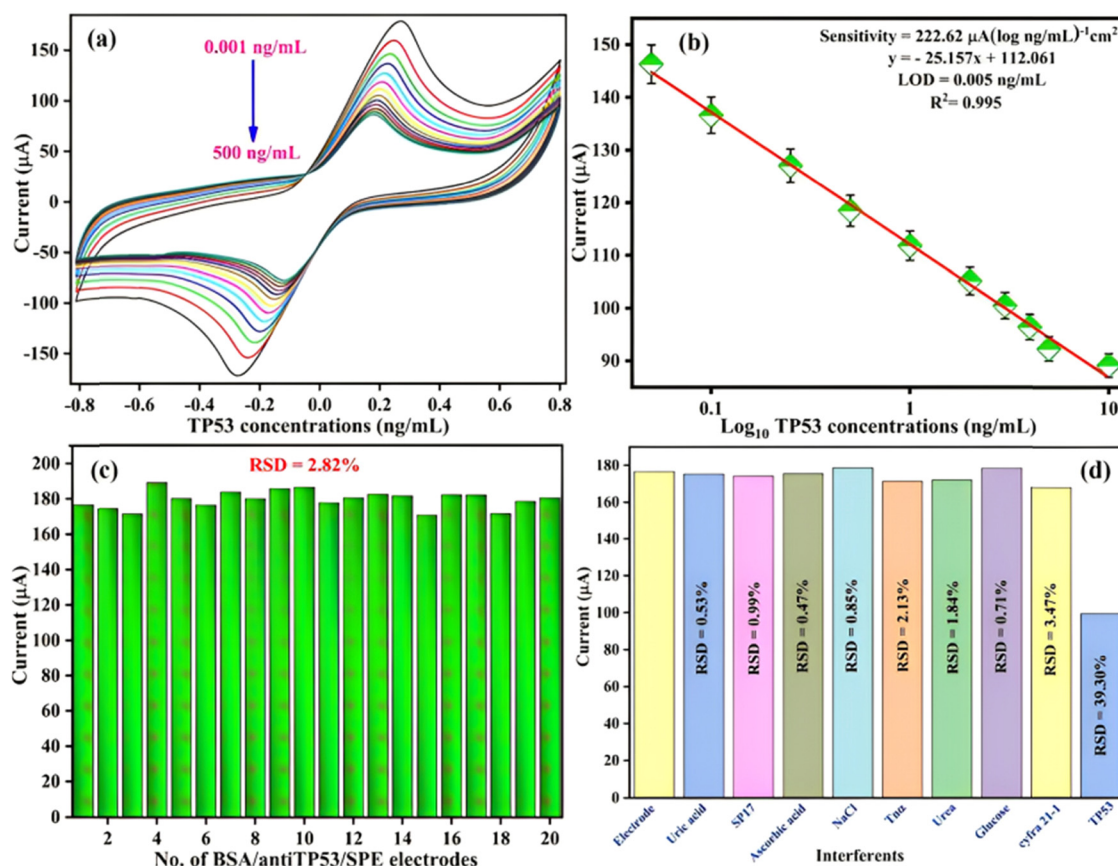 (a)
0.001 ng/mL
500 ng/mL
150
100
50
0
-50
-100
-150
Current (μA)
-0.8 -0.6 -0.4 -0.2 0.0 0.2 0.4 0.6 0.8
TP53 concentrations (ng/mL)
(b)
Sensitivity = 222.62 μA(log ng/mL)⁻¹cm²
y = - 25.157x + 112.061
LOD = 0.005 ng/mL
R²= 0.995
150
140
130
120
110
100
90
Current (μA)
0.1 1 10
Log₁₀ TP53 concentrations (ng/mL)
(c)
RSD = 2.82%
200
180
160
140
120
100
80
60
40
20
0
Current (μA)
2 4 6 8 10 12 14 16 18 20
No. of BSA/antiTP53/SPE electrodes
(d)
180
160
140
120
100
80
60
40
20
0
Current (μA)
RSD = 0.53%
RSD = 0.99%
RSD = 0.47%
RSD = 0.85%
RSD = 2.13%
RSD = 1.84%
RSD = 0.71%
RSD = 3.47%
RSD = 39.30%
Electrode
Uric acid
SP17
Ascorbic acid
NaCl
Tnα
Urea
Glucose
cyfra 21-1
TP53
Interferents